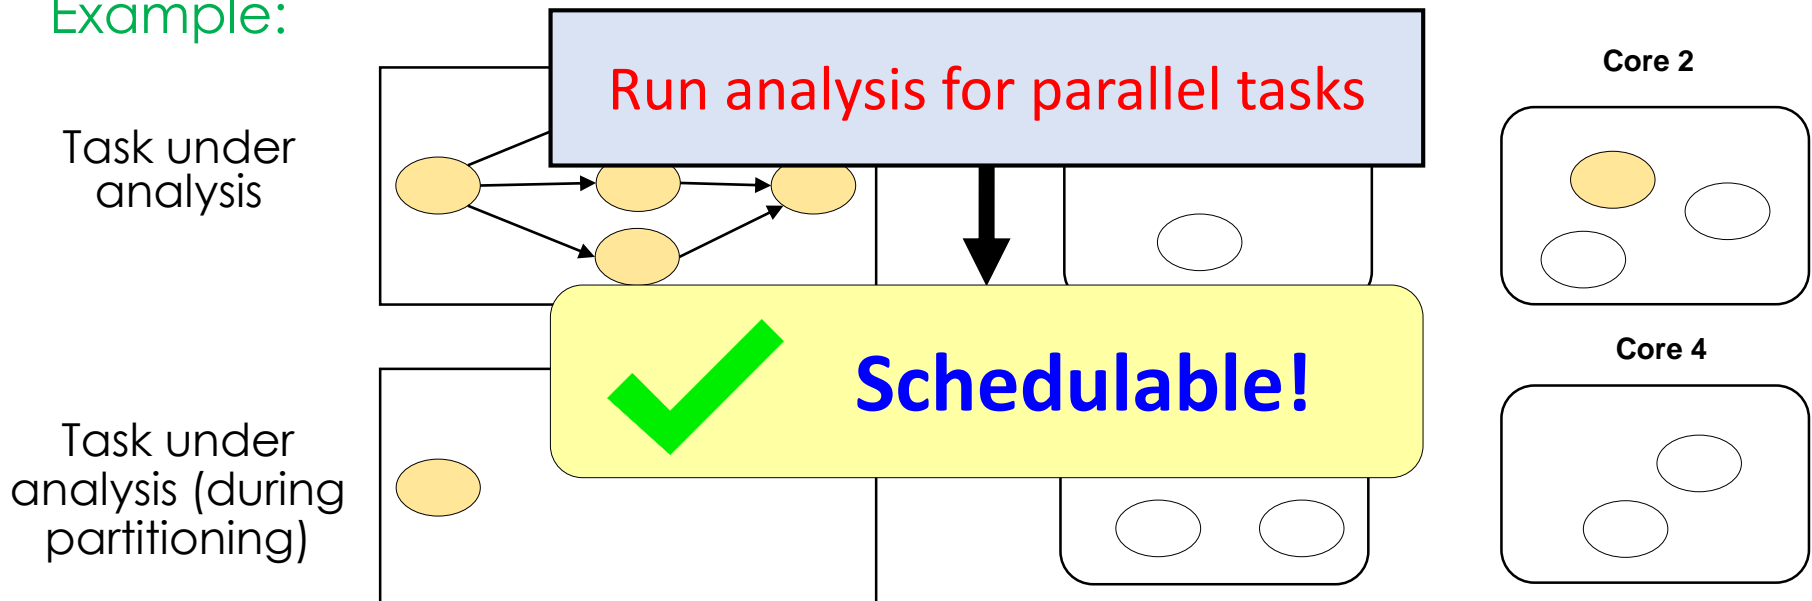 Example:
Run analysis for parallel tasks
Core 2
Task under
analysis
Schedulable!
Core 4
Task under
analysis (during
partitioning)